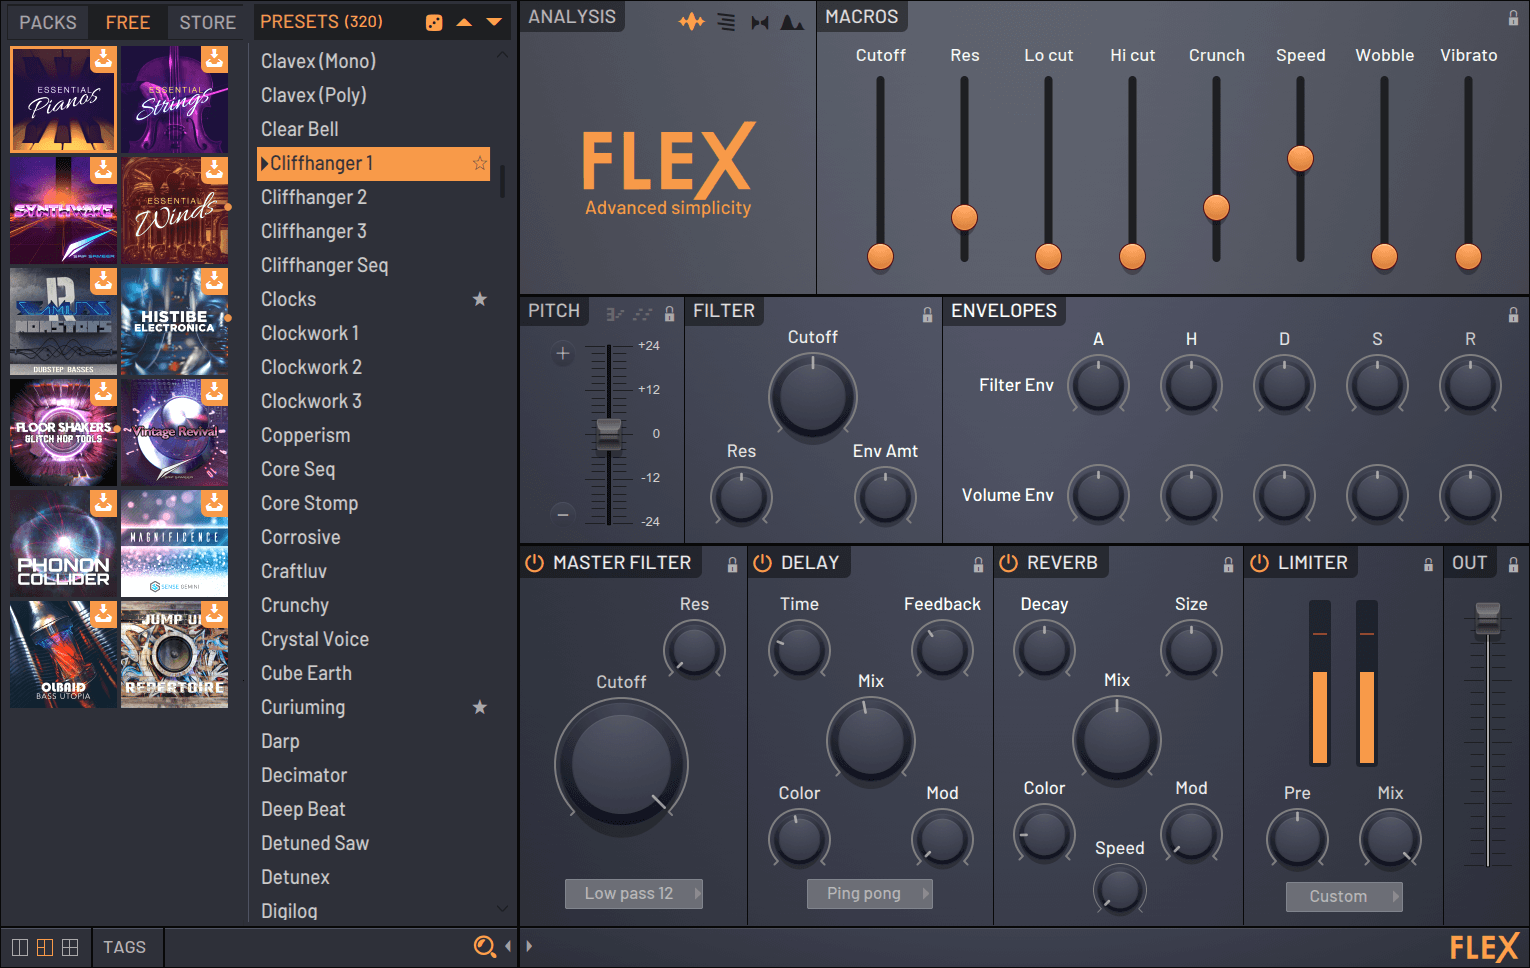 PACKS FREE STORE
PRESETS (320)
ESSENTIAL
Pianos
ESSENTIAL
Strings
SYNTHWAVE
ESSENTIAL
Winds
DUBSTEP BASSES
HISTIBE
ELECTRONICA
FLOOR SHAKERS
GLITCH HOP TOOLS
Vintage Revival
PHONON
COLLIDER
MAGNIFICENCE
SENSE GEMINI
OLBAID
BASS UTOPIA
JUMP UP
REPERTOIRE
Clavex (Mono)
Clavex (Poly)
Clear Bell
Cliffhanger 1
Cliffhanger 2
Cliffhanger 3
Cliffhanger Seq
Clocks
Clockwork 1
Clockwork 2
Clockwork 3
Copperism
Core Seq
Core Stomp
Corrosive
Craftluv
Crunchy
Crystal Voice
Cube Earth
Curiuming
Darp
Decimator
Deep Beat
Detuned Saw
Detunex
Digilog
TAGS
ANALYSIS
FLEX
Advanced simplicity
MACROS
Cutoff Res Lo cut Hi cut Crunch Speed Wobble Vibrato
PITCH
+24
+12
0
-12
-24
FILTER
Cutoff
Res Env Amt
ENVELOPES
A H D S R
Filter Env
Volume Env
MASTER FILTER
Res
Cutoff
Low pass 12
DELAY
Time Feedback
Mix
Color Mod
Ping pong
REVERB
Decay Size
Mix
Color Mod
Speed
LIMITER
Pre Mix
Custom
OUT
FLEX